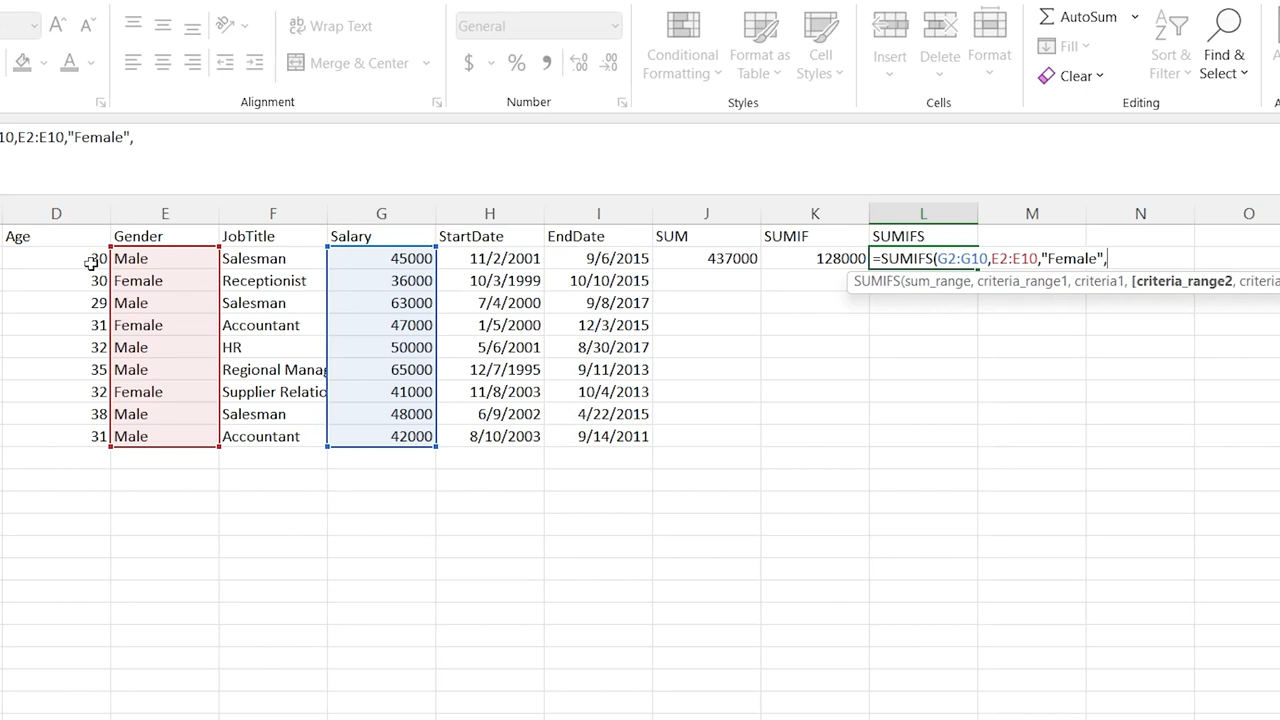 Wrap Text
General
Merge & Center
$ % 9
Conditional Formatting
Format as Table
Cell Styles
Insert
Delete
Format
AutoSum
Fill
Clear
Sort & Filter
Find & Select
Alignment
Number
Styles
Cells
Editing
10,E2:E10,"Female",
D E F G H I J K L M N O
Age Gender JobTitle Salary StartDate EndDate SUM SUMIF SUMIFS
30 Male Salesman 45000 11/2/2001 9/6/2015 437000 128000 =SUMIFS(G2:G10,E2:E10,"Female",
SUMIFS(sum_range, criteria_range1, criteria1, [criteria_range2, criteria
30 Female Receptionist 36000 10/3/1999 10/10/2015
29 Male Salesman 63000 7/4/2000 9/8/2017
31 Female Accountant 47000 1/5/2000 12/3/2015
32 Male HR 50000 5/6/2001 8/30/2017
35 Male Regional Manag 65000 12/7/1995 9/11/2013
32 Female Supplier Relatio 41000 11/8/2003 10/4/2013
38 Male Salesman 48000 6/9/2002 4/22/2015
31 Male Accountant 42000 8/10/2003 9/14/2011